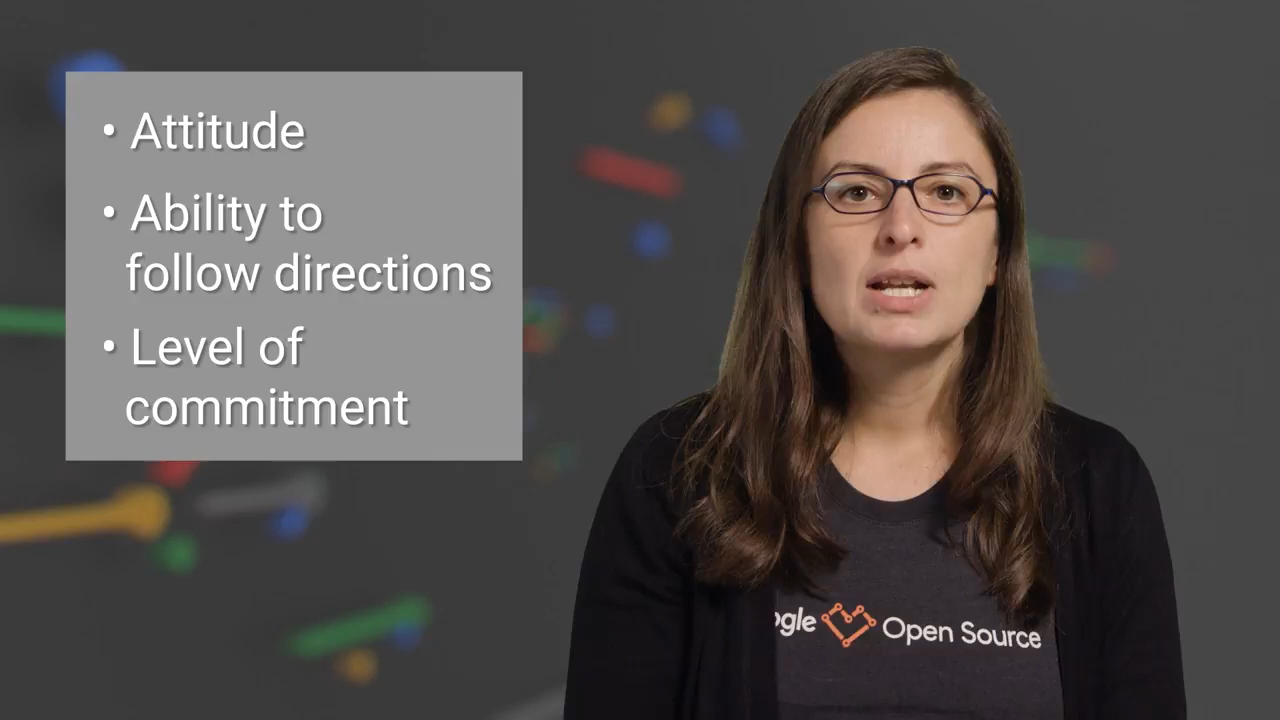 • Attitude
• Ability to
follow directions
• Level of
commitment
ogle Open Source